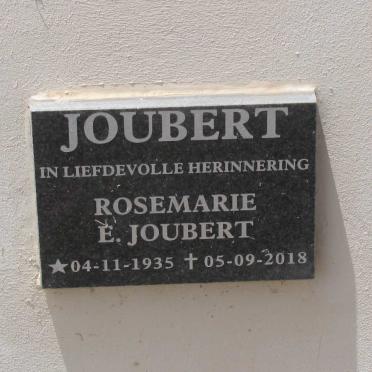 JOUBERT
IN LIEFDEVOLLE HERINNERING
ROSEMARIE
E. JOUBERT
★04-11-1935 ✝05-09-2018